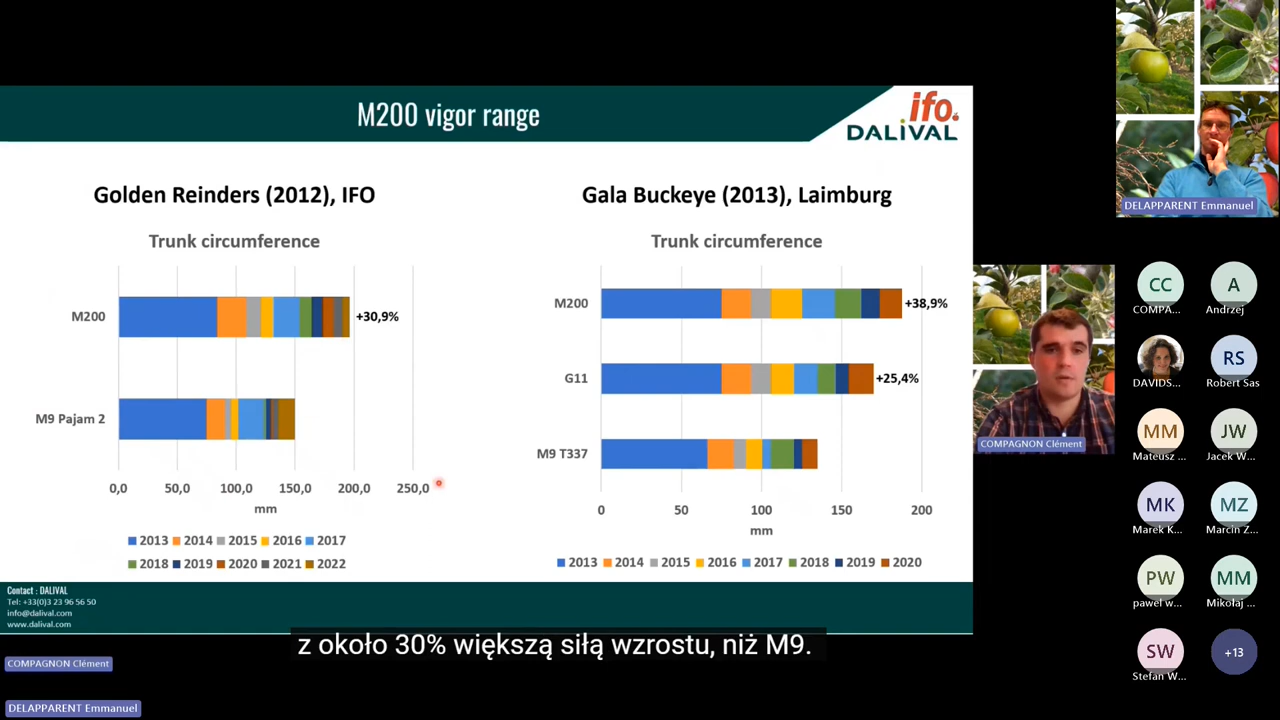 M200 vigor range
ifo.
DALIVAL
Golden Reinders (2012), IFO
Trunk circumference
M200
+30,9%
M9 Pajam 2
0,0 50,0 100,0 150,0 200,0 250,0
mm
2013 2014 2015 2016 2017
2018 2019 2020 2021 2022
Gala Buckeye (2013), Laimburg
Trunk circumference
M200
+38,9%
G11
+25,4%
M9 T337
0 50 100 150 200
mm
2013 2014 2015 2016 2017 2018 2019 2020
Contact : DALIVAL
Tel: +33(0)3 23 96 56 50
info@dalival.com
www.dalival.com
z około 30% większą siłą wzrostu, niż M9.
COMPAGNON Clément
DELAPPARENT Emmanuel
DELAPPARENT Emmanuel
COMPAGNON Clément
CC
COMPA...
A
Andrzej
DAVIDS...
RS
Robert Sas
MM
Mateusz ...
JW
Jacek W...
MK
Marek K...
MZ
Marcin Z...
PW
pawel w...
MM
Mikołaj ...
SW
Stefan W...
+13